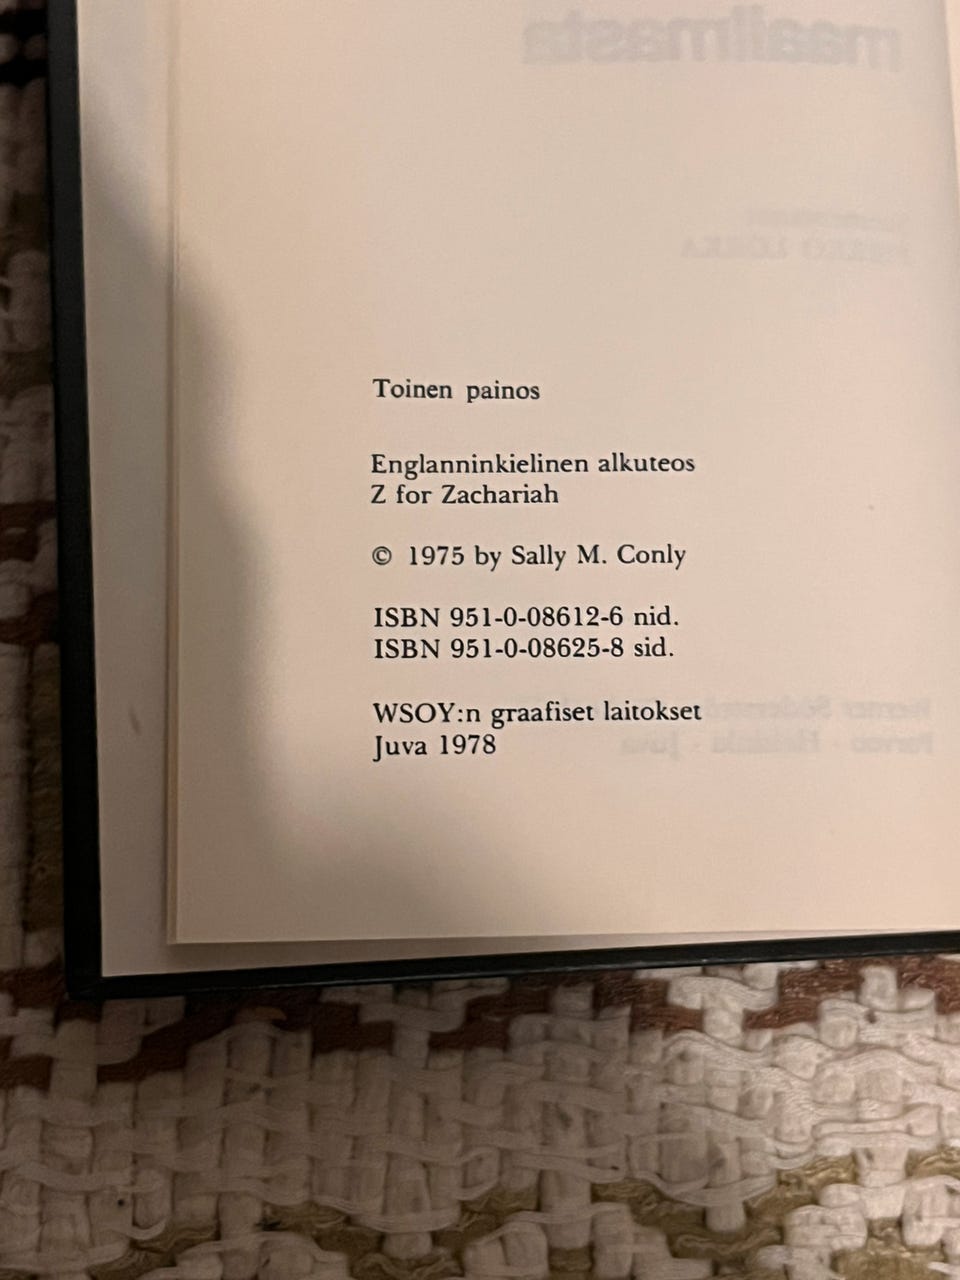 maailmasta
Toinen painos
Englanninkielinen alkuteos
Z for Zachariah
© 1975 by Sally M. Conly
ISBN 951-0-08612-6 nid.
ISBN 951-0-08625-8 sid.
WSOY:n graafiset laitokset
Juva 1978